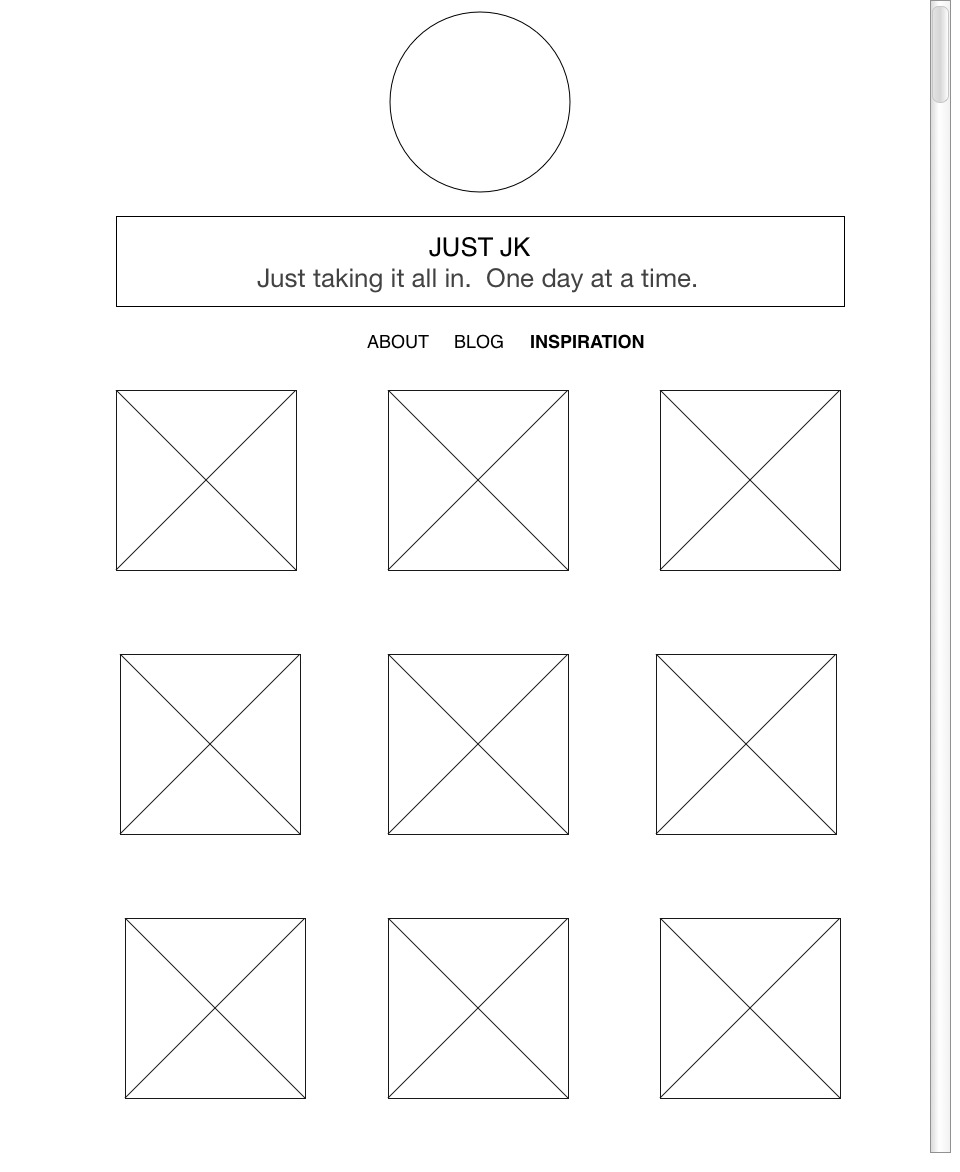 JUST JK
Just taking it all in.  One day at a time.
ABOUT BLOG INSPIRATION